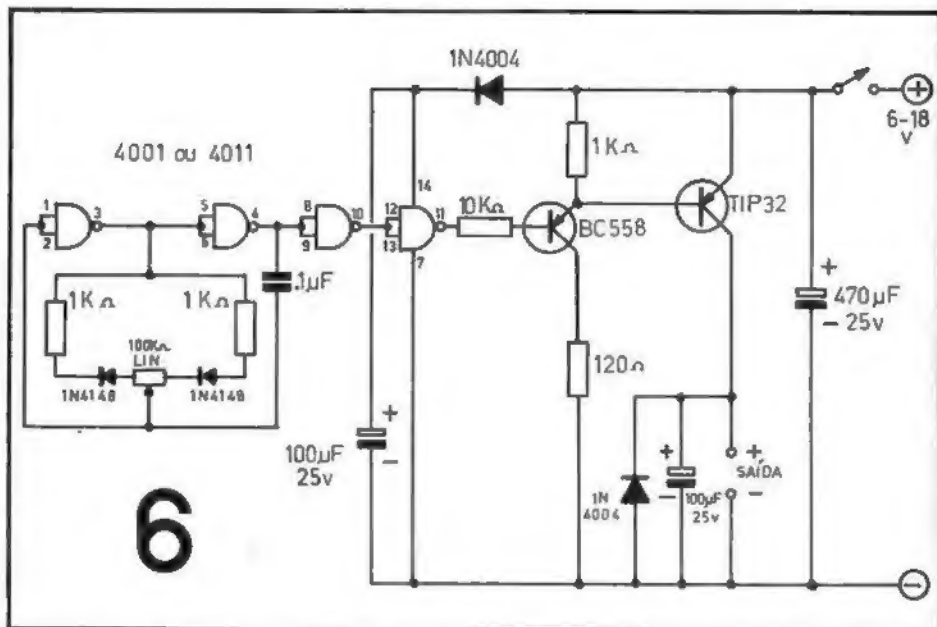 1N4004
6-18
V
4001 ou 4011
1
2
3
5
6
4
8
9
10
12
13
11
14
7
10KΩ
1KΩ
BC558
TIP32
1KΩ
1KΩ
.1µF
100KΩ
LIN
1N4148
1N4148
120Ω
+
470µF
- 25v
+
-
100µF
25v
1N
4004
+
-
100µF
25v
+
SAÍDA
-
+
-
6